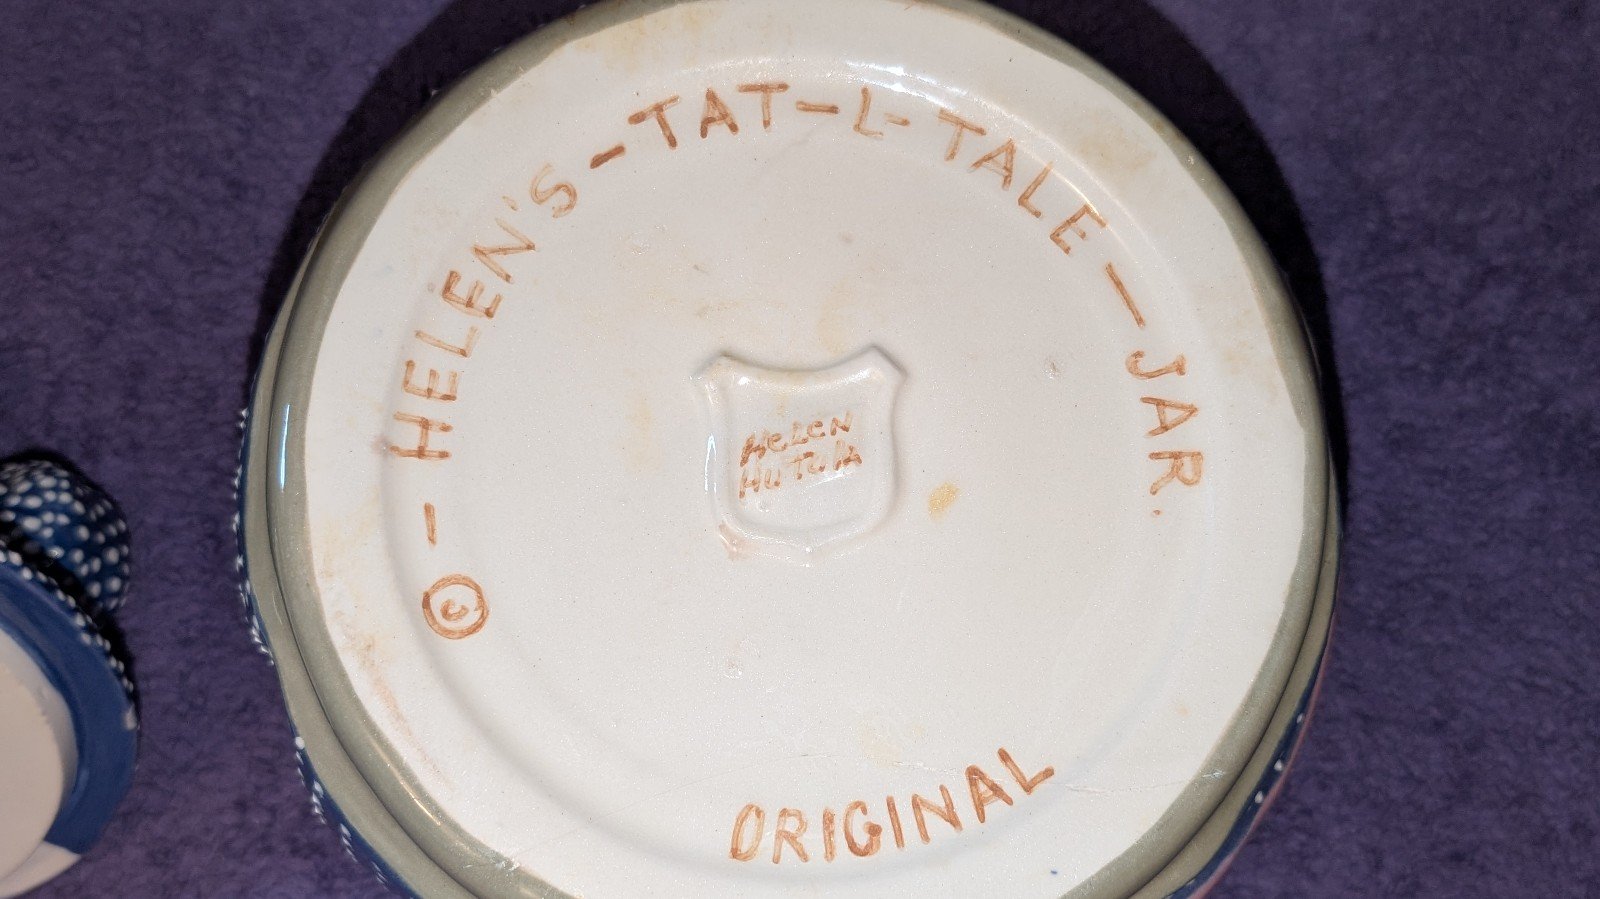 © - HELEN'S - TAT-L-TALE - JAR.
HELEN
HUTULA
ORIGINAL